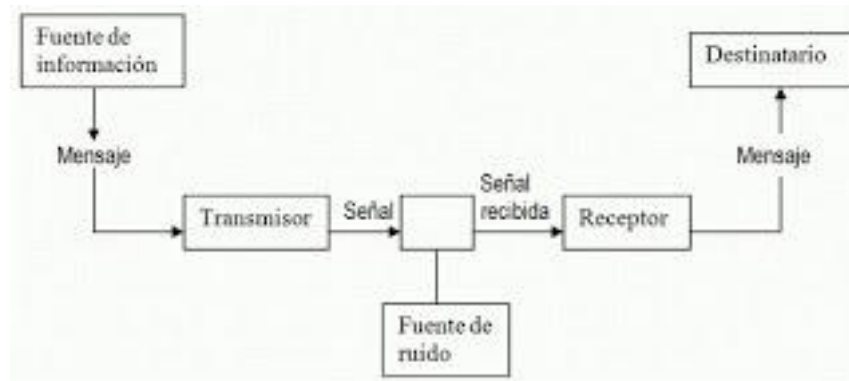 Fuente de
información
Destinatario
Mensaje
Mensaje
Transmisor
Señal
Señal
recibida
Receptor
Fuente de
ruido